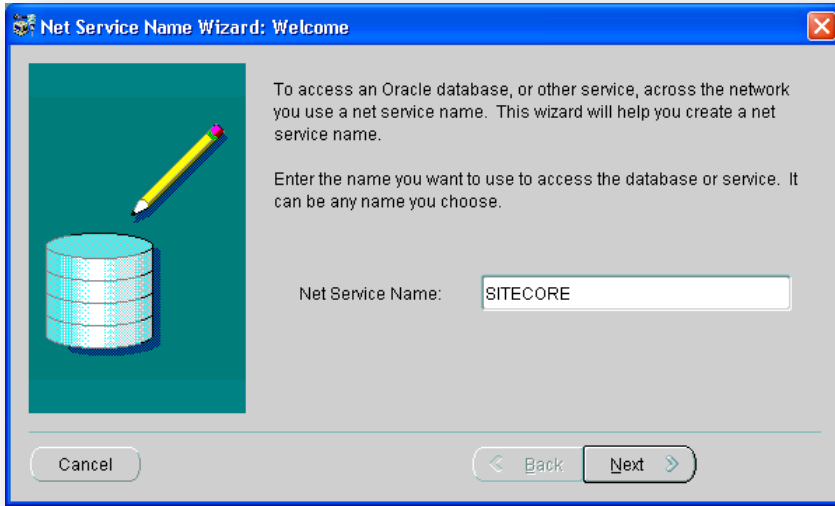 Net Service Name Wizard: Welcome
To access an Oracle database, or other service, across the network
you use a net service name. This wizard will help you create a net
service name.
Enter the name you want to use to access the database or service. It
can be any name you choose.
Net Service Name: SITECORE
Cancel Back Next